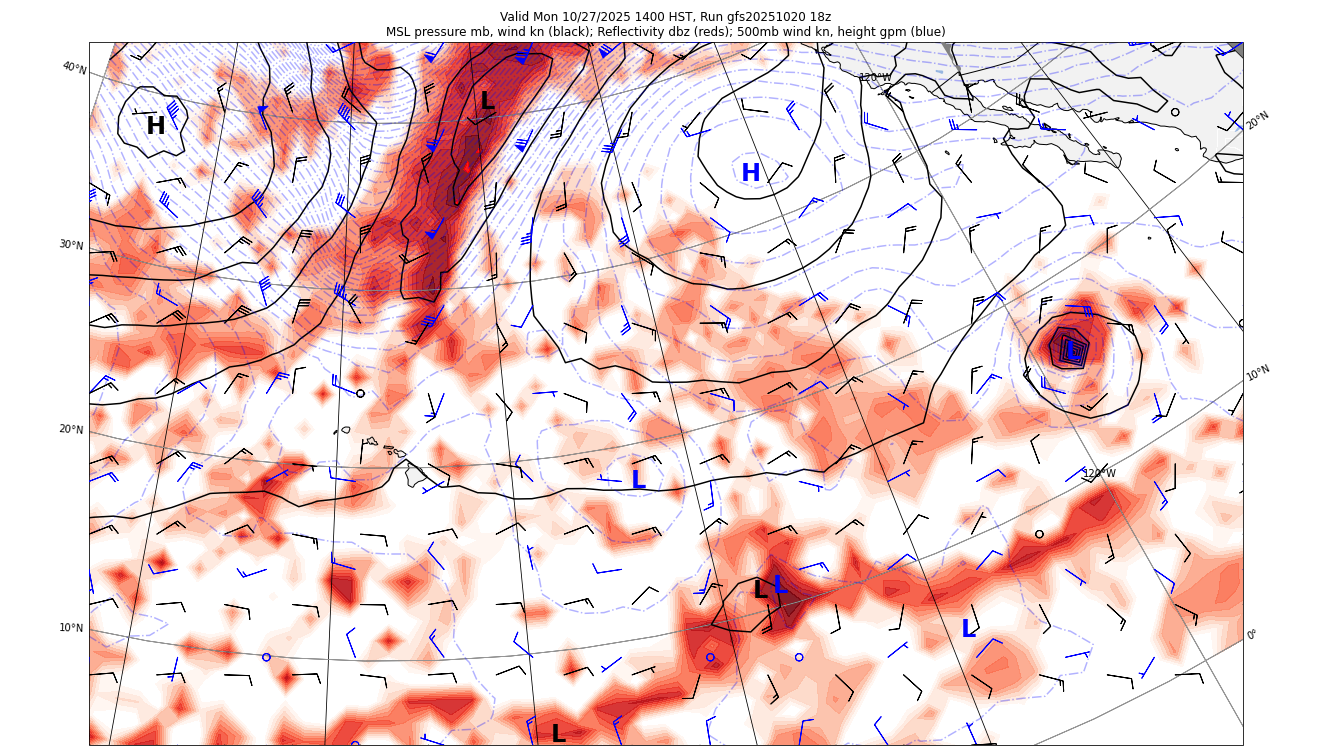 Valid Mon 10/27/2025 1400 HST, Run gfs20251020 18z
MSL pressure mb, wind kn (black); Reflectivity dbz (reds); 500mb wind kn, height gpm (blue)
40°N
120°W
20°N
L
H
H
30°N
L
10°N
20°N
L
120°W
L
L
10°N
L
0°
L